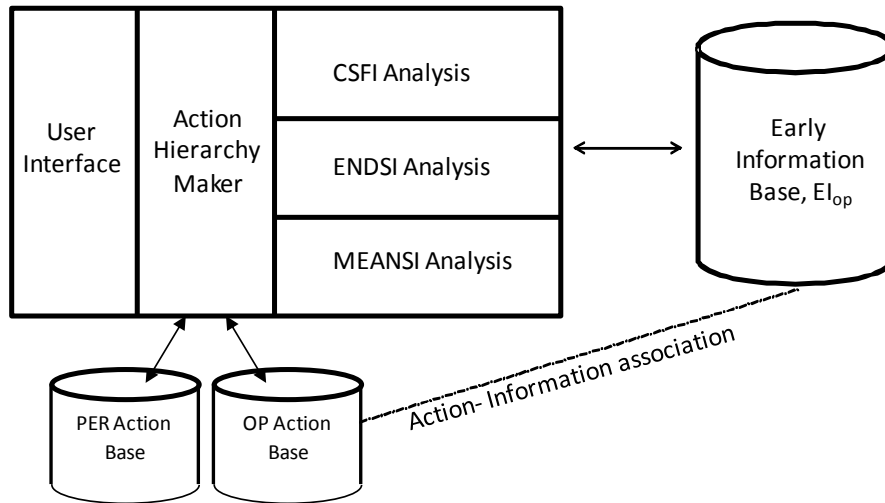 User
Interface
Action
Hierarchy
Maker
CSFI Analysis
ENDSI Analysis
MEANSI Analysis
Early
Information
Base, EIop
PER Action
Base
OP Action
Base
Action- Information association